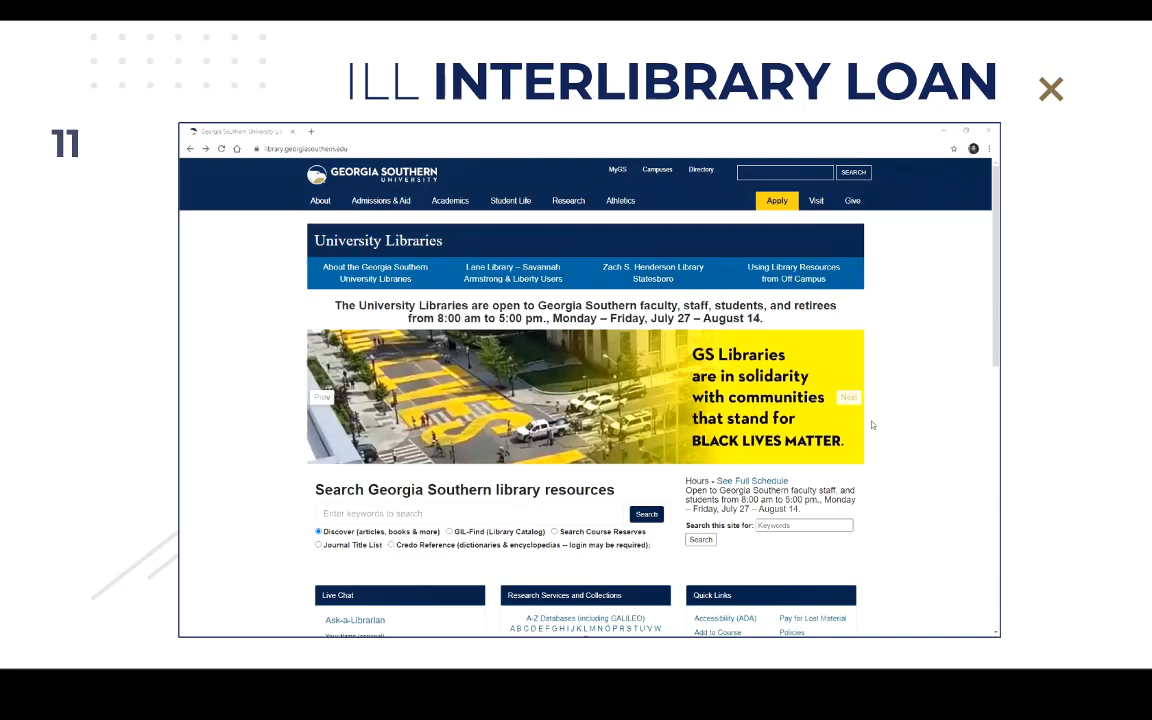 ILL INTERLIBRARY LOAN
11
Georgia Southern University Lib
library.georgiasouthern.edu
GEORGIA SOUTHERN
UNIVERSITY
MyGS Campuses Directory SEARCH
About Admissions & Aid Academics Student Life Research Athletics Apply Visit Give
University Libraries
About the Georgia Southern
University Libraries
Lane Library – Savannah
Armstrong & Liberty Users
Zach S. Henderson Library
Statesboro
Using Library Resources
from Off Campus
The University Libraries are open to Georgia Southern faculty, staff, students, and retirees
from 8:00 am to 5:00 pm., Monday – Friday, July 27 – August 14.
Prev
GS Libraries
are in solidarity
with communities
that stand for
BLACK LIVES MATTER.
Next
Search Georgia Southern library resources
Enter keywords to search Search
Discover (articles, books & more) GIL-Find (Library Catalog) Search Course Reserves
Journal Title List Credo Reference (dictionaries & encyclopedias -- login may be required);
Hours - See Full Schedule
Open to Georgia Southern faculty staff, and
students from 8:00 am to 5:00 pm., Monday
– Friday, July 27 – August 14.
Search this site for: Keywords
Search
Live Chat
Ask-a-Librarian
Your Name (optional)
Research Services and Collections
A-Z Databases (including GALILEO)
A B C D E F G H I J K L M N O P R S T U V W
Quick Links
Accessibility (ADA) Pay for Lost Material
Add to Course Policies